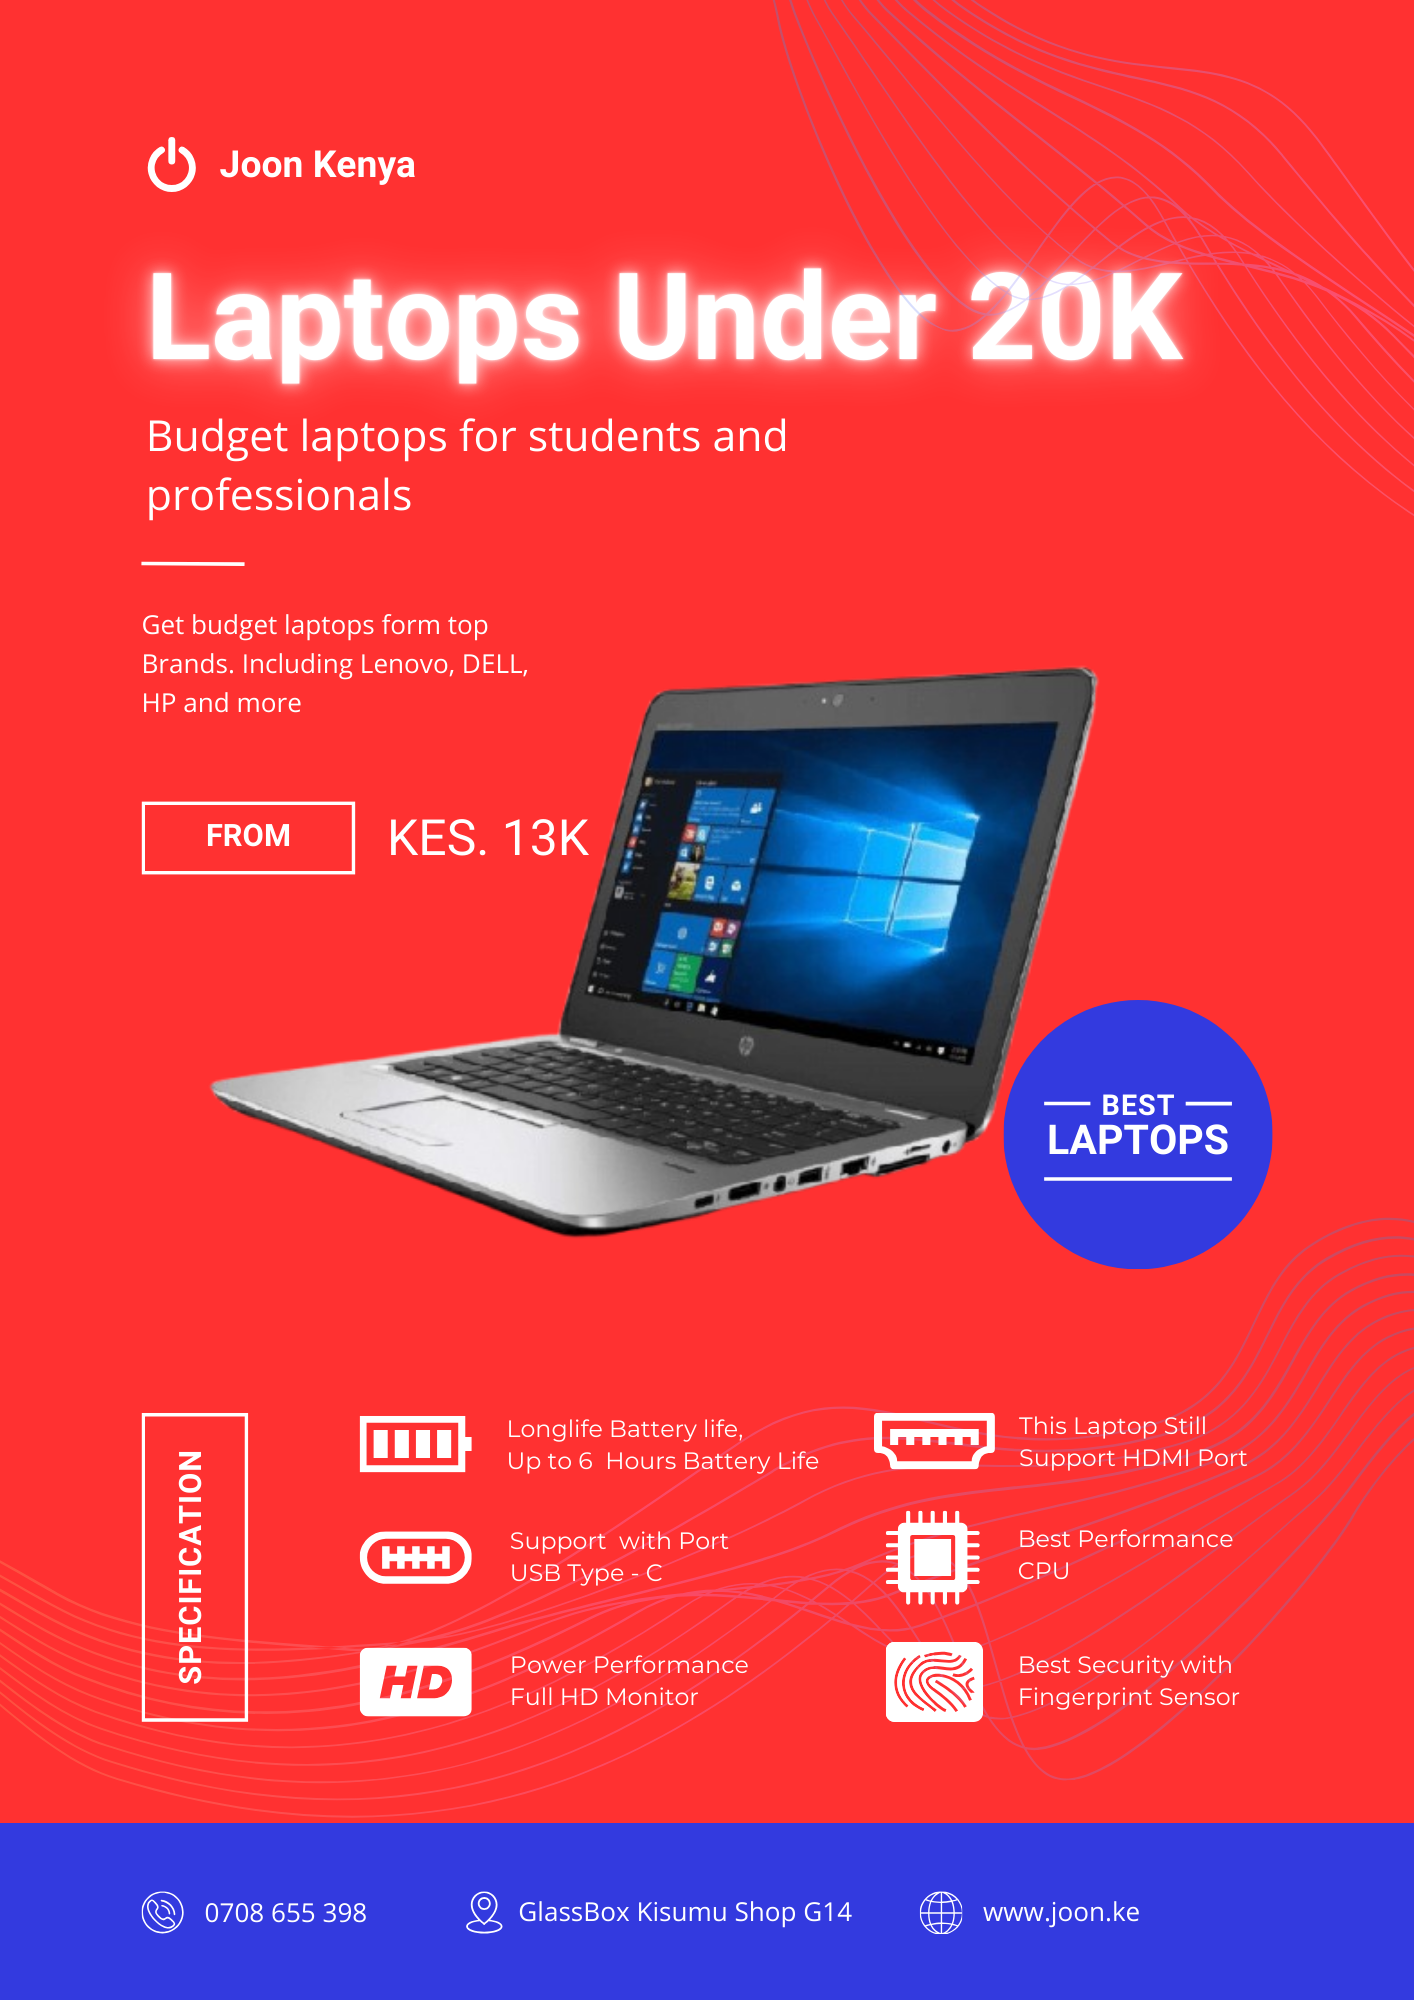 Joon Kenya
Laptops Under 20K
Budget laptops for students and
professionals
Get budget laptops form top
Brands. Including Lenovo, DELL,
HP and more
FROM
KES. 13K
hp
BEST
LAPTOPS
SPECIFICATION
Longlife Battery life,
Up to 6 Hours Battery Life
This Laptop Still
Support HDMI Port
Support with Port
USB Type - C
Best Performance
CPU
HD
Power Performance
Full HD Monitor
Best Security with
Fingerprint Sensor
0708 655 398
GlassBox Kisumu Shop G14
www.joon.ke